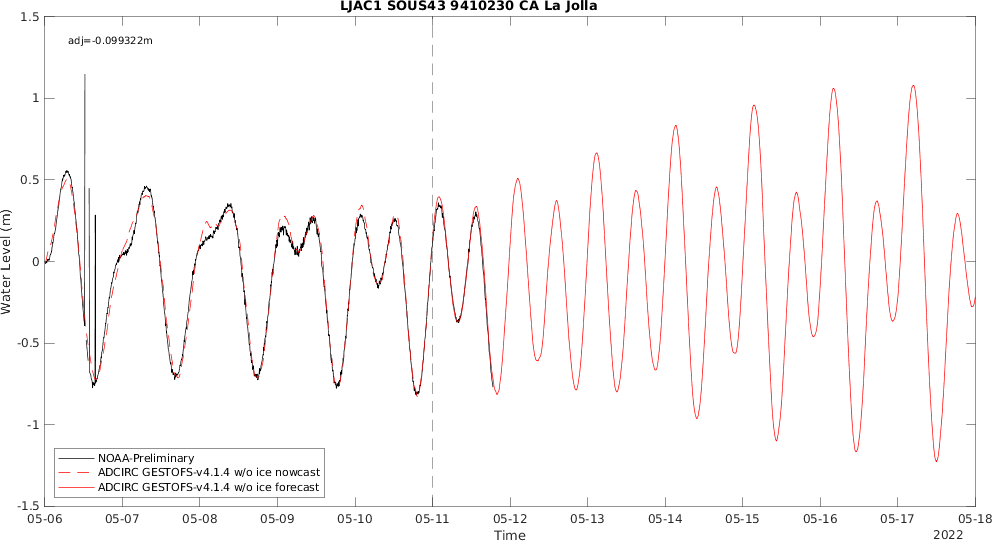 LJAC1 SOUS43 9410230 CA La Jolla
adj=-0.099322m
1.5
1
0.5
0
-0.5
-1
-1.5
Water Level (m)
NOAA-Preliminary
ADCIRC GESTOFS-v4.1.4 w/o ice nowcast
ADCIRC GESTOFS-v4.1.4 w/o ice forecast
05-06 05-07 05-08 05-09 05-10 05-11 05-12 05-13 05-14 05-15 05-16 05-17 05-18
Time
2022